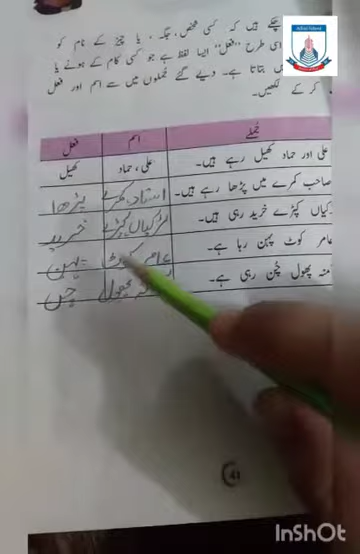 چکے ہیں کہ کسی شخص، جگہ، یا چیز کے نام کو
اسی طرح "فعل" ایسا لفظ ہے جو کسی کام کے ہونے یا
بتاتا ہے۔ دیے گئے جملوں میں سے اسم اور فعل
کر کے لکھیں۔
جملے اسم فعل
علی اور حماد کھیل رہے ہیں۔ علی، حماد کھیل
صاحب کمرے میں پڑھا رہے ہیں۔ استاد، کمرے پڑھا
کیاں کپڑے خرید رہی ہیں۔ لڑکیاں کپڑے خرید
عامر کوٹ پہن رہا ہے۔ عامر پہن
منہ پھول چُن رہی ہے۔ پھول چن
41
InShOt